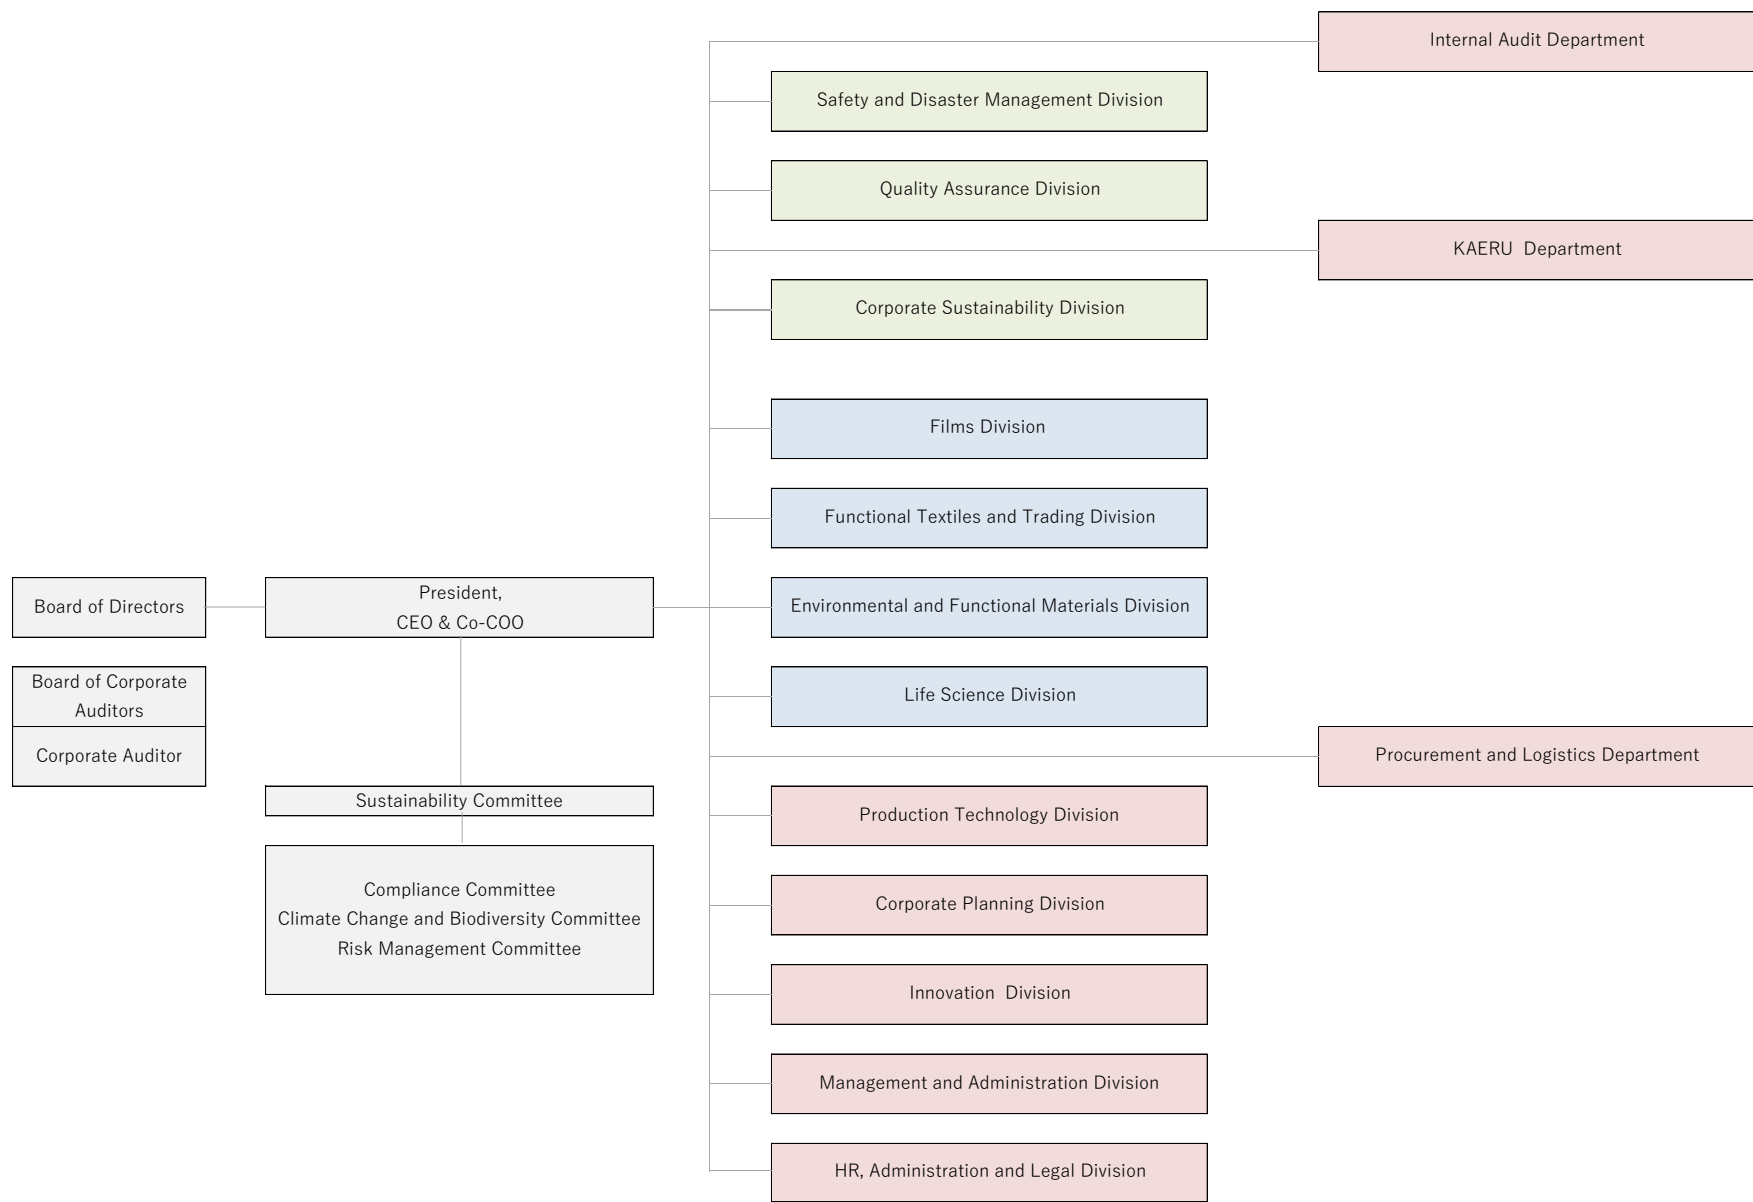 Internal Audit Department
Safety and Disaster Management Division
Quality Assurance Division
KAERU  Department
Corporate Sustainability Division
Films Division
Functional Textiles and Trading Division
Board of Directors
President,
CEO & Co-COO
Environmental and Functional Materials Division
Board of Corporate
Auditors
Corporate Auditor
Life Science Division
Procurement and Logistics Department
Sustainability Committee
Compliance Committee
Climate Change and Biodiversity Committee
Risk Management Committee
Production Technology Division
Corporate Planning Division
Innovation  Division
Management and Administration Division
HR, Administration and Legal Division